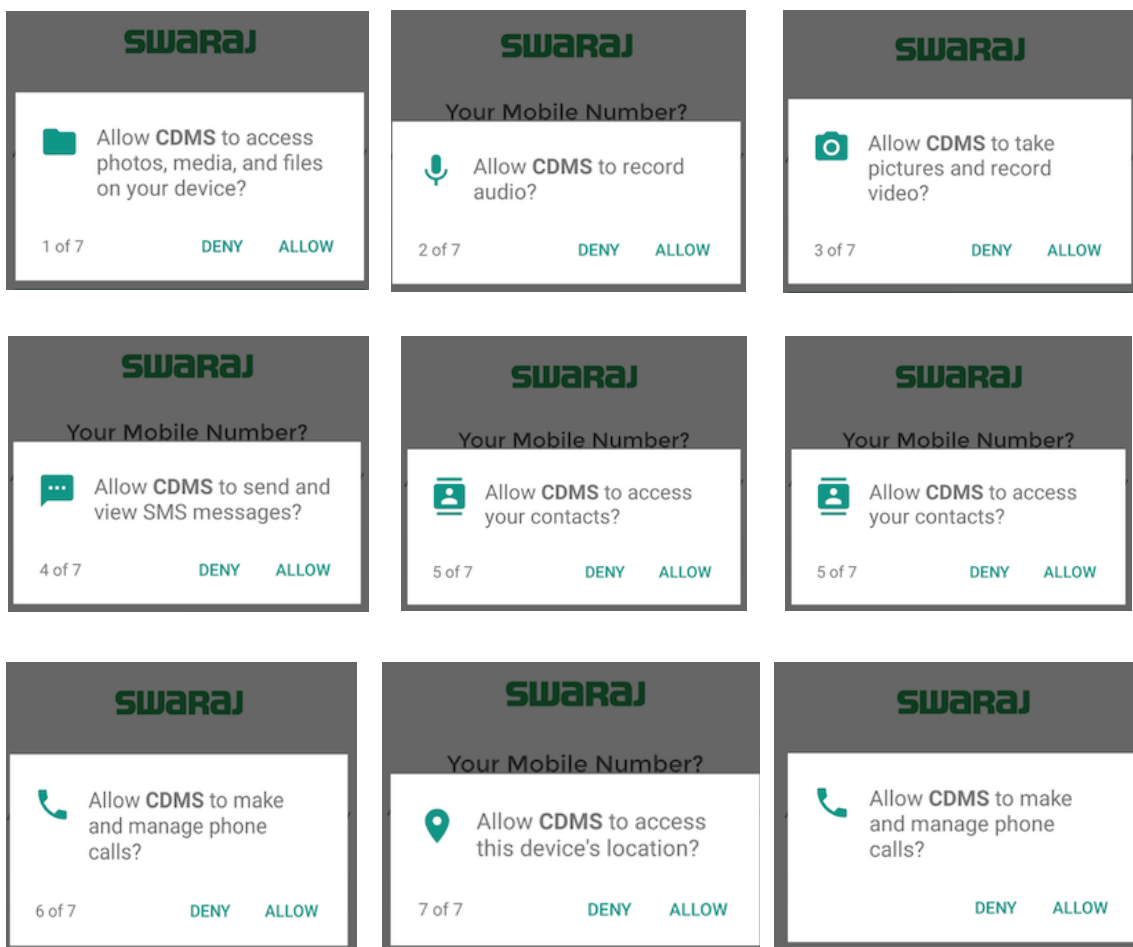 SWARAJ
Allow CDMS to access
photos, media, and files
on your device?
1 of 7 DENY ALLOW
SWARAJ
Your Mobile Number?
Allow CDMS to record
audio?
2 of 7 DENY ALLOW
SWARAJ
Allow CDMS to take
pictures and record
video?
3 of 7 DENY ALLOW
SWARAJ
Your Mobile Number?
Allow CDMS to send and
view SMS messages?
4 of 7 DENY ALLOW
SWARAJ
Your Mobile Number?
Allow CDMS to access
your contacts?
5 of 7 DENY ALLOW
SWARAJ
Your Mobile Number?
Allow CDMS to access
your contacts?
5 of 7 DENY ALLOW
SWARAJ
Allow CDMS to make
and manage phone
calls?
6 of 7 DENY ALLOW
SWARAJ
Your Mobile Number?
Allow CDMS to access
this device's location?
7 of 7 DENY ALLOW
SWARAJ
Allow CDMS to make
and manage phone
calls?
DENY ALLOW